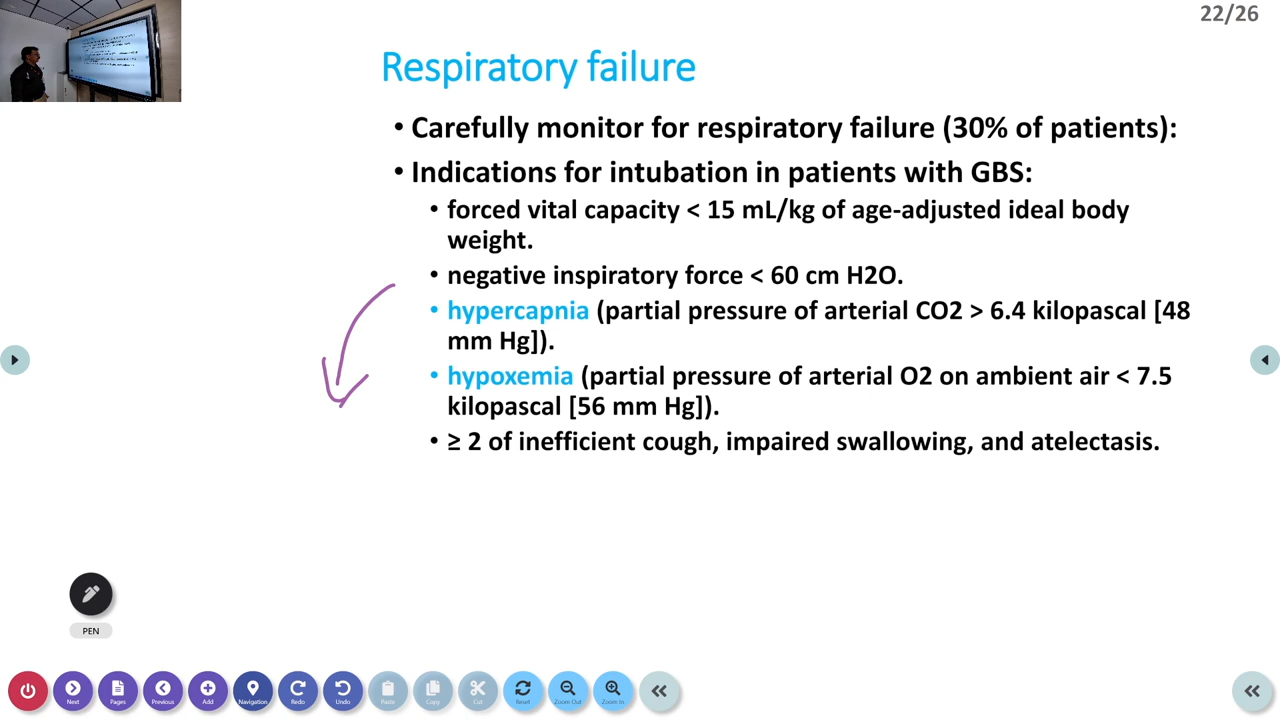 22/26
Respiratory failure
• Carefully monitor for respiratory failure (30% of patients):
• Indications for intubation in patients with GBS:
• forced vital capacity < 15 mL/kg of age-adjusted ideal body
weight.
• negative inspiratory force < 60 cm H2O.
• hypercapnia (partial pressure of arterial CO2 > 6.4 kilopascal [48
mm Hg]).
• hypoxemia (partial pressure of arterial O2 on ambient air < 7.5
kilopascal [56 mm Hg]).
• ≥ 2 of inefficient cough, impaired swallowing, and atelectasis.
PEN
Next Pages Previous Add Navigation Redo Undo Paste Copy Cut Reset Zoom Out Zoom In